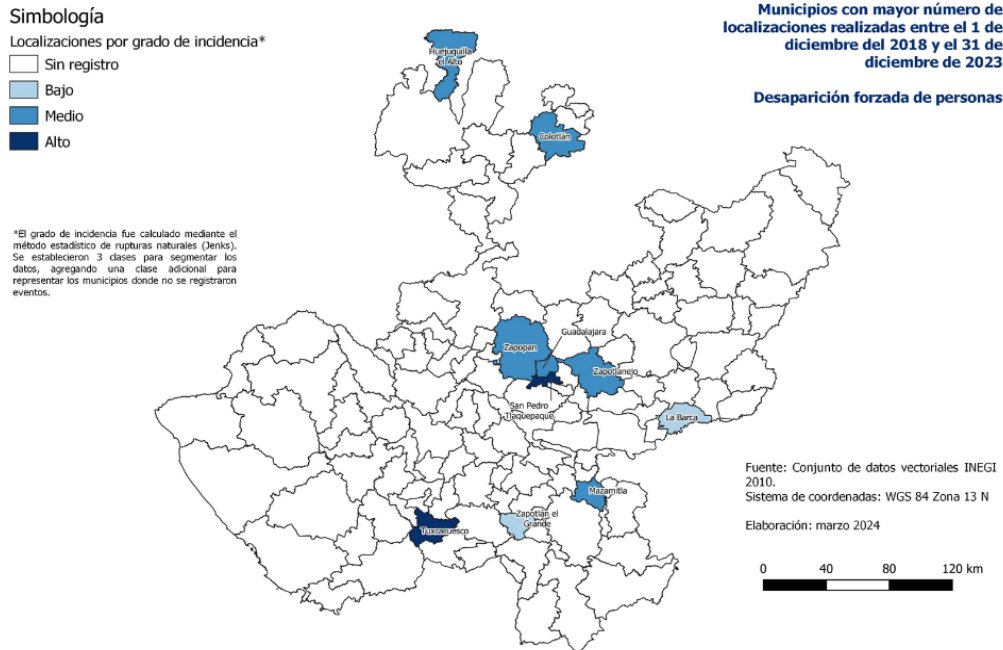 Simbología
Localizaciones por grado de incidencia*
Sin registro
Bajo
Medio
Alto
*El grado de incidencia fue calculado mediante el
método estadístico de rupturas naturales (Jenks).
Se establecieron 3 clases para segmentar los
datos, agregando una clase adicional para
representar los municipios donde no se registraron
eventos.
Municipios con mayor número de
localizaciones realizadas entre el 1 de
diciembre del 2018 y el 31 de
diciembre de 2023
Desaparición forzada de personas
Huejuquilla
el Alto
Colotlán
Guadalajara
Zapopan
Zapotlanejo
San Pedro
Tlaquepaque
La Barca
Mazamitla
Zapotlán el
Grande
Tuxcacuesco
Fuente: Conjunto de datos vectoriales INEGI
2010.
Sistema de coordenadas: WGS 84 Zona 13 N
Elaboración: marzo 2024
0 40 80 120 km